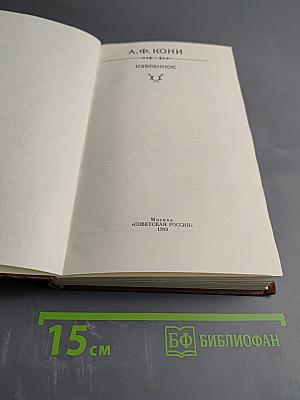 А. Ф. КОНИ
ИЗБРАННОЕ
Москва
«СОВЕТСКАЯ РОССИЯ»
1989
15 см
БФ БИБЛИОФАН